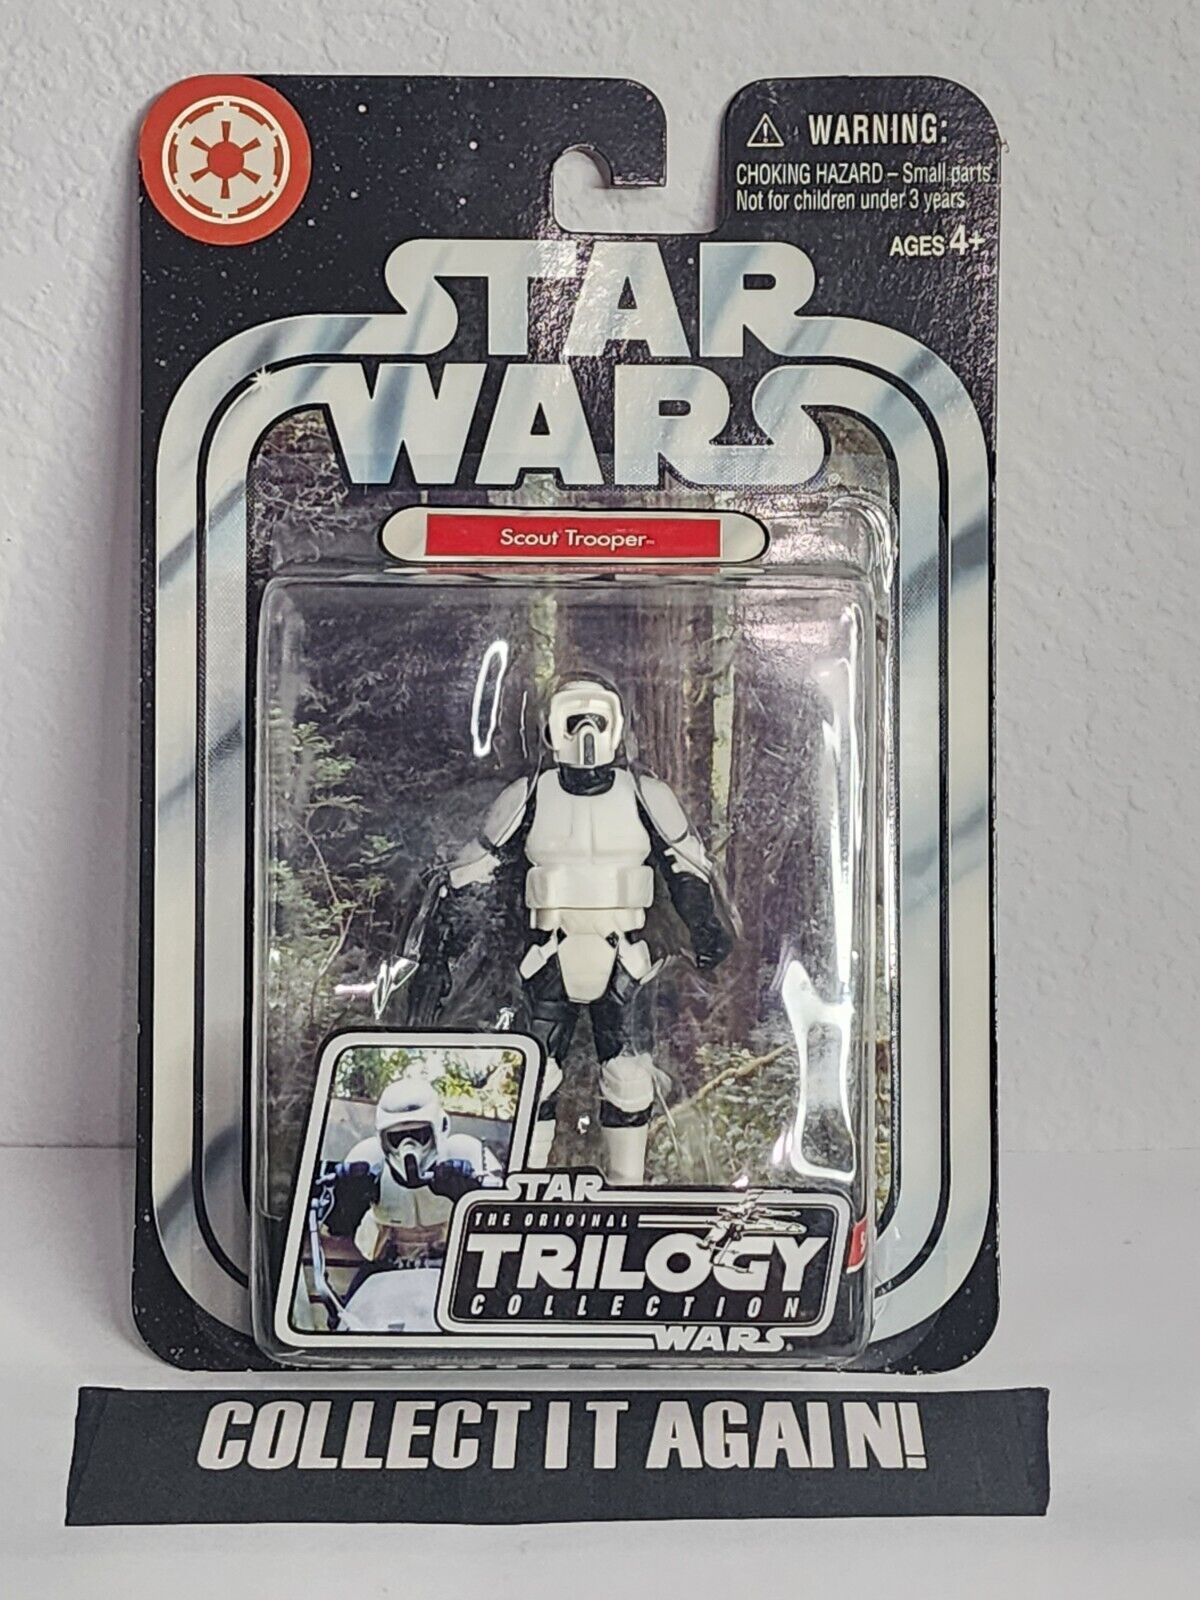 WARNING:
CHOKING HAZARD – Small parts.
Not for children under 3 years.
AGES 4+
STAR
WARS
Scout Trooper™
STAR
THE ORIGINAL
TRILOGY
COLLECTION
WARS®
COLLECT IT AGAIN!